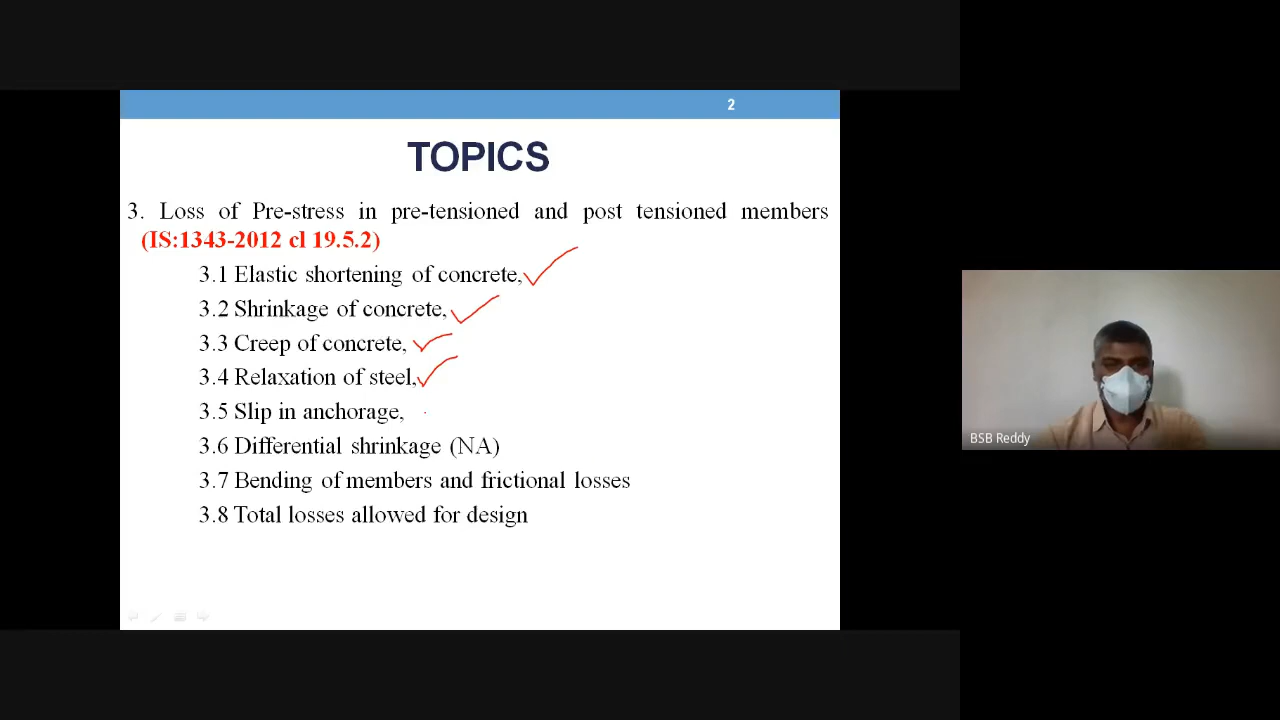 2
TOPICS
3. Loss of Pre-stress in pre-tensioned and post tensioned members
(IS:1343-2012 cl 19.5.2)
3.1 Elastic shortening of concrete,
3.2 Shrinkage of concrete,
3.3 Creep of concrete,
3.4 Relaxation of steel,
3.5 Slip in anchorage,
3.6 Differential shrinkage (NA)
3.7 Bending of members and frictional losses
3.8 Total losses allowed for design
BSB Reddy